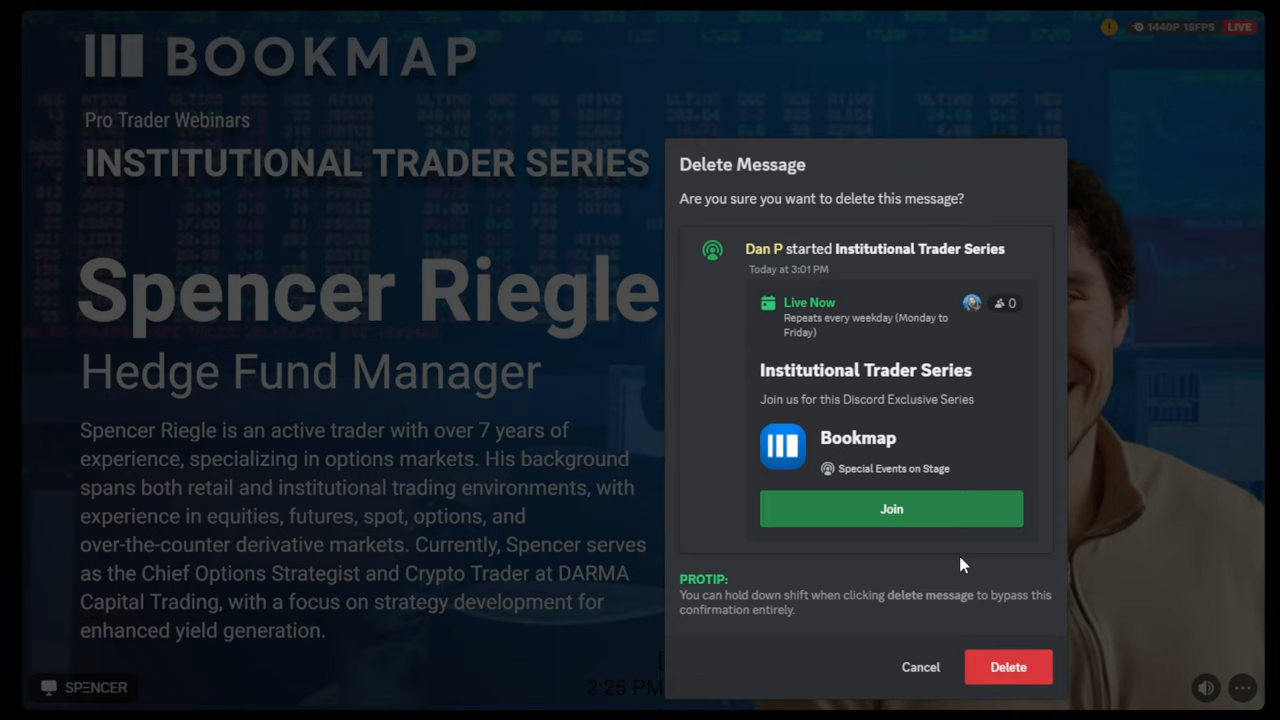 BOOKMAP
1440P 15FPS LIVE
Pro Trader Webinars
INSTITUTIONAL TRADER SERIES
Spencer Riegle
Hedge Fund Manager
Spencer Riegle is an active trader with over 7 years of
experience, specializing in options markets. His background
spans both retail and institutional trading environments, with
experience in equities, futures, spot, options, and
over-the-counter derivative markets. Currently, Spencer serves
as the Chief Options Strategist and Crypto Trader at DARMA
Capital Trading, with a focus on strategy development for
enhanced yield generation.
SPΞNCER
2:25 PM
Delete Message
Are you sure you want to delete this message?
Dan P started Institutional Trader Series
Today at 3:01 PM
Live Now
0
Repeats every weekday (Monday to
Friday)
Institutional Trader Series
Join us for this Discord Exclusive Series
Bookmap
Special Events on Stage
Join
PROTIP:
You can hold down shift when clicking delete message to bypass this
confirmation entirely.
Cancel
Delete